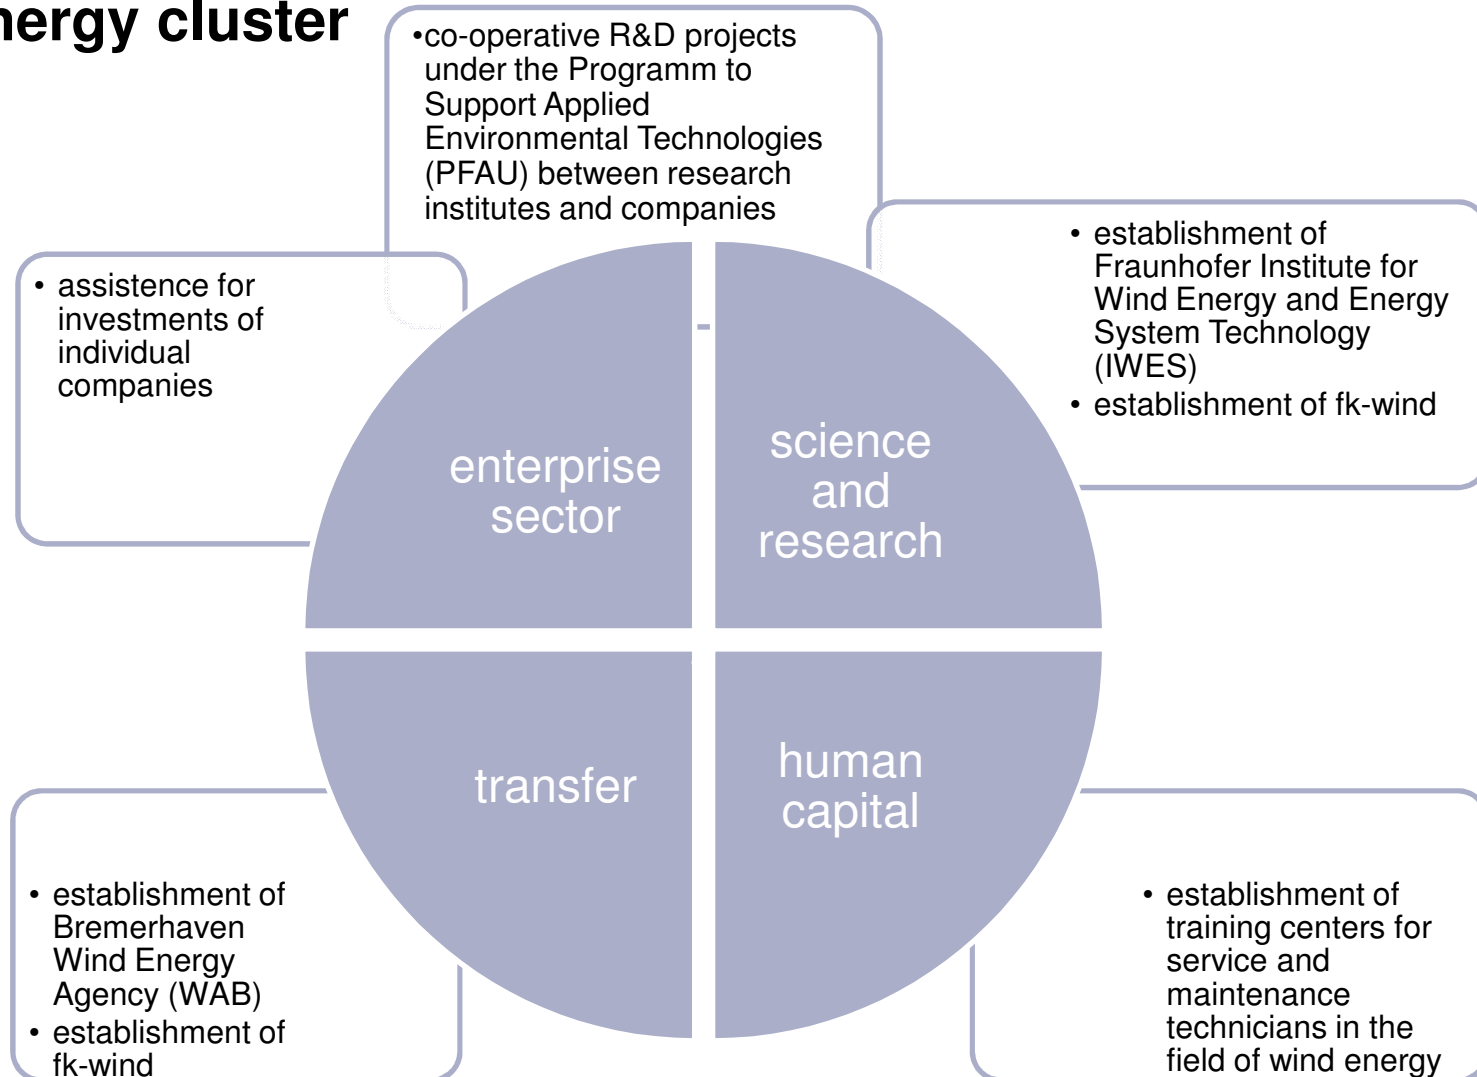 nergy cluster
•co-operative R&D projects
under the Programm to
Support Applied
Environmental Technologies
(PFAU) between research
institutes and companies
• assistence for
investments of
individual
companies
• establishment of
Fraunhofer Institute for
Wind Energy and Energy
System Technology
(IWES)
• establishment of fk-wind
enterprise
sector
science
and
research
transfer
human
capital
• establishment of
Bremerhaven
Wind Energy
Agency (WAB)
• establishment of
fk-wind
• establishment of
training centers for
service and
maintenance
technicians in the
field of wind energy